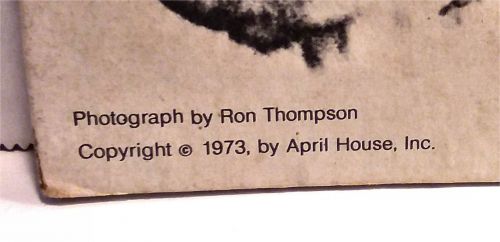 Photograph by Ron Thompson
Copyright © 1973, by April House, Inc.